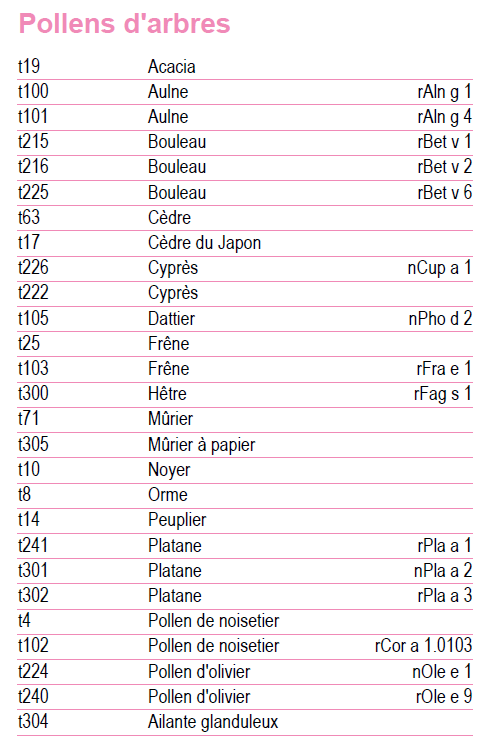 Pollens d'arbres
t19 Acacia
t100 Aulne rAln g 1
t101 Aulne rAln g 4
t215 Bouleau rBet v 1
t216 Bouleau rBet v 2
t225 Bouleau rBet v 6
t63 Cèdre
t17 Cèdre du Japon
t226 Cyprès nCup a 1
t222 Cyprès
t105 Dattier nPho d 2
t25 Frêne
t103 Frêne rFra e 1
t300 Hêtre rFag s 1
t71 Mûrier
t305 Mûrier à papier
t10 Noyer
t8 Orme
t14 Peuplier
t241 Platane rPla a 1
t301 Platane nPla a 2
t302 Platane rPla a 3
t4 Pollen de noisetier
t102 Pollen de noisetier rCor a 1.0103
t224 Pollen d'olivier nOle e 1
t240 Pollen d'olivier rOle e 9
t304 Ailante glanduleux